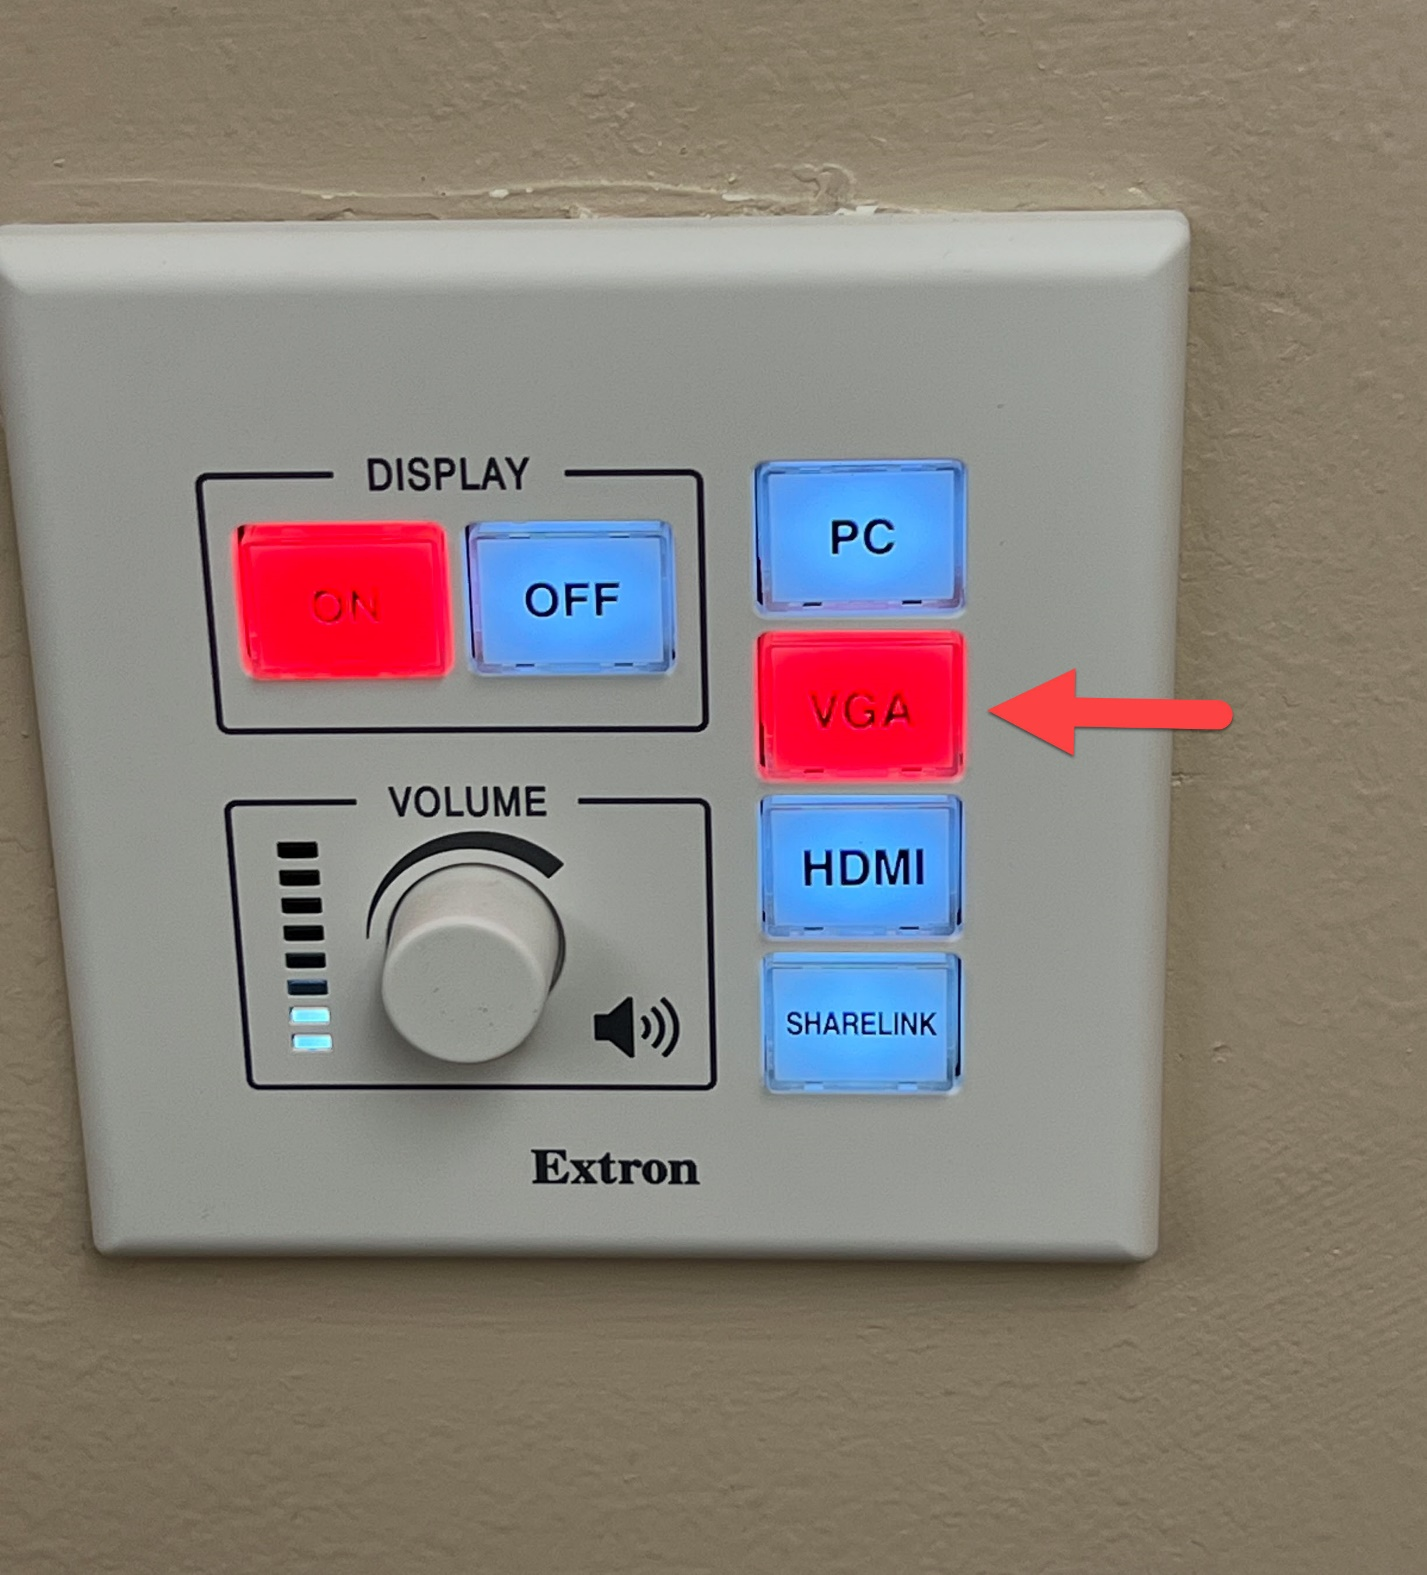 DISPLAY
ON
OFF
VOLUME
PC
VGA
HDMI
SHARELINK
Extron